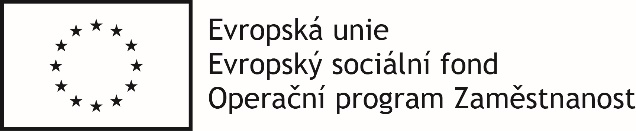 Evropská unie
Evropský sociální fond
Operační program Zaměstnanost